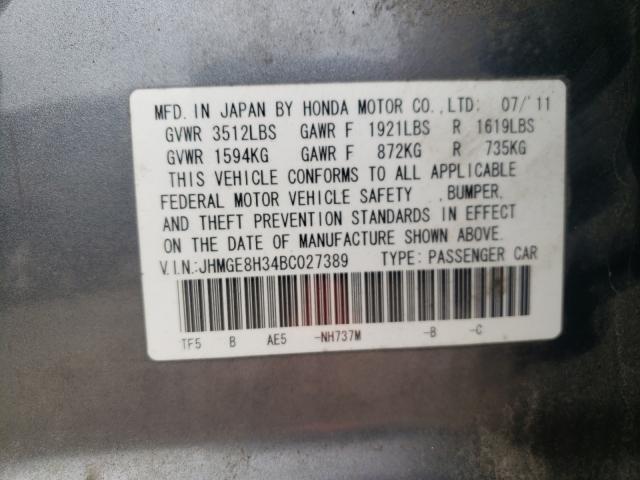 MFD. IN JAPAN BY HONDA MOTOR CO., LTD: 07/'11
GVWR 3512LBS GAWR F 1921LBS R 1619LBS
GVWR 1594KG GAWR F 872KG R 735KG
THIS VEHICLE CONFORMS TO ALL APPLICABLE
FEDERAL MOTOR VEHICLE SAFETY , BUMPER,
AND THEFT PREVENTION STANDARDS IN EFFECT
ON THE DATE OF MANUFACTURE SHOWN ABOVE.
V.I.N.:JHMGE8H34BC027389 TYPE: PASSENGER CAR
TF5 B AE5 -NH737M -B -C